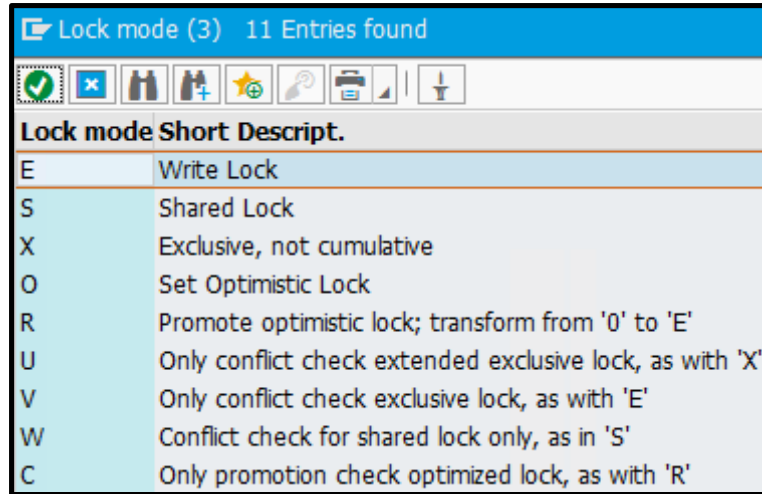 Lock mode (3) 11 Entries found
Lock mode Short Descript.
E Write Lock
S Shared Lock
X Exclusive, not cumulative
O Set Optimistic Lock
R Promote optimistic lock; transform from '0' to 'E'
U Only conflict check extended exclusive lock, as with 'X'
V Only conflict check exclusive lock, as with 'E'
W Conflict check for shared lock only, as in 'S'
C Only promotion check optimized lock, as with 'R'